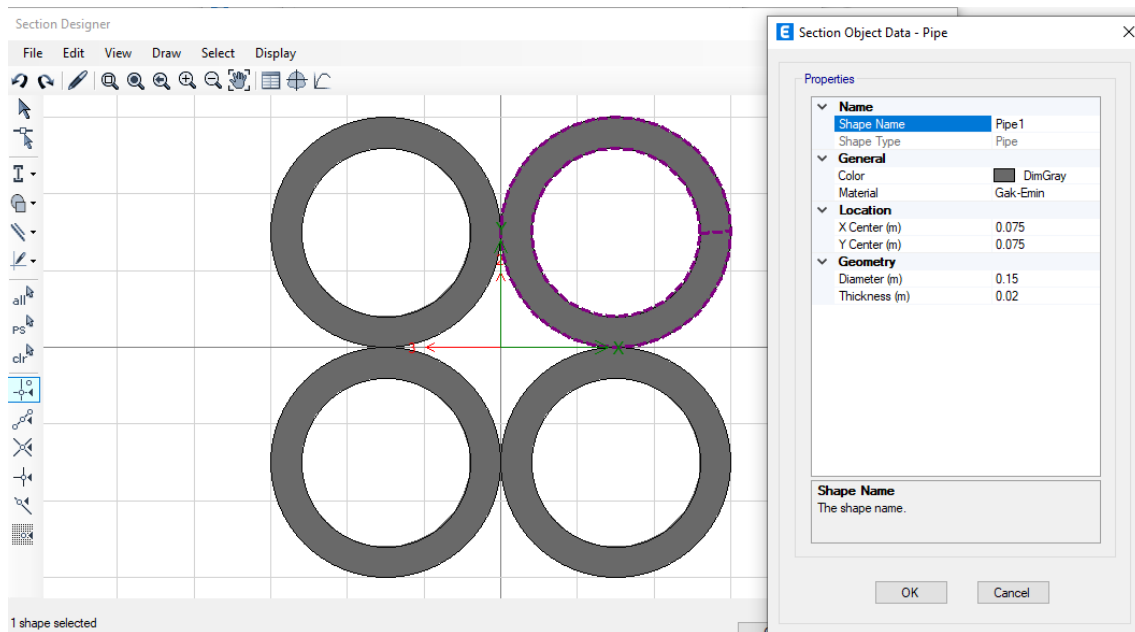 Section Designer
File Edit View Draw Select Display
all
PS
clr
Y
2
3
X
1 shape selected
E Section Object Data - Pipe
Properties
Name
Shape Name Pipe1
Shape Type Pipe
General
Color DimGray
Material Gak-Emin
Location
X Center (m) 0.075
Y Center (m) 0.075
Geometry
Diameter (m) 0.15
Thickness (m) 0.02
Shape Name
The shape name.
OK Cancel